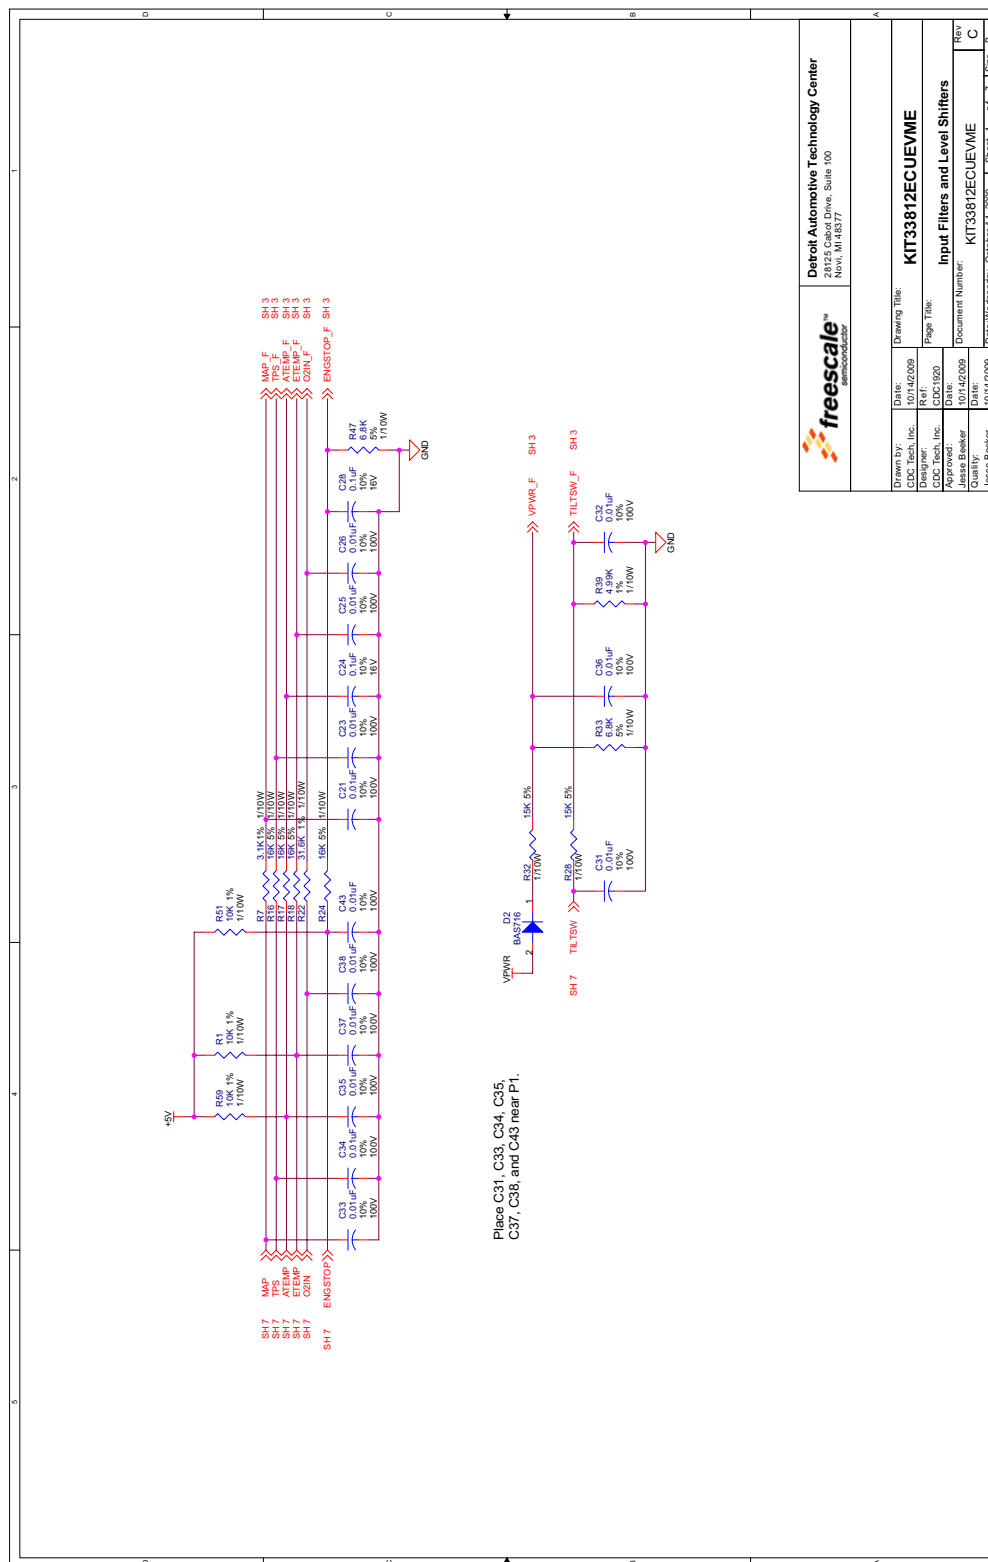 5
4
3
2
1
D
C
B
A
+5V
R59
10K 1%
1/10W
R1
10K 1%
1/10W
R51
10K 1%
1/10W
SH 7 MAP
SH 7 TPS
SH 7 ATEMP
SH 7 ETEMP
SH 7 O2IN
SH 7 ENGSTOP
R7 3.1K 1% 1/10W
R16 16K 5% 1/10W
R17 16K 5% 1/10W
R18 16K 5% 1/10W
R22 31.6K 1% 1/10W
R24 16K 5% 1/10W
MAP_F SH 3
TPS_F SH 3
ATEMP_F SH 3
ETEMP_F SH 3
O2IN_F SH 3
ENGSTOP_F SH 3
C33
0.01uF
10%
100V
C34
0.01uF
10%
100V
C35
0.01uF
10%
100V
C37
0.01uF
10%
100V
C38
0.01uF
10%
100V
C43
0.01uF
10%
100V
C21
0.01uF
10%
100V
C23
0.01uF
10%
100V
C24
0.1uF
10%
16V
C25
0.01uF
10%
100V
C26
0.01uF
10%
100V
C28
0.1uF
10%
16V
R47
6.8K
5%
1/10W
GND
Place C31, C33, C34, C35,
C37, C38, and C43 near P1.
VPWR
2
D2
BAS716
1
R32
15K 5%
1/10W
VPWR_F SH 3
SH 7 TILTSW
R28
15K 5%
1/10W
TILTSW_F SH 3
C31
0.01uF
10%
100V
R33
6.8K
5%
1/10W
C36
0.01uF
10%
100V
R39
4.99K
1%
1/10W
C32
0.01uF
10%
100V
GND
freescale™
semiconductor
Detroit Automotive Technology Center
28125 Cabot Drive, Suite 100
Novi, MI 48377
Drawn by:
CDC Tech, Inc.
Date:
10/14/2009
Drawing Title:
KIT33812ECUEVME
Designer:
CDC Tech, Inc.
Ref:
CDC1920
Page Title:
Input Filters and Level Shifters
Approved:
Jesse Beeker
Date:
10/14/2009
Document Number:
KIT33812ECUEVME
Rev
C
Quality:
Date: